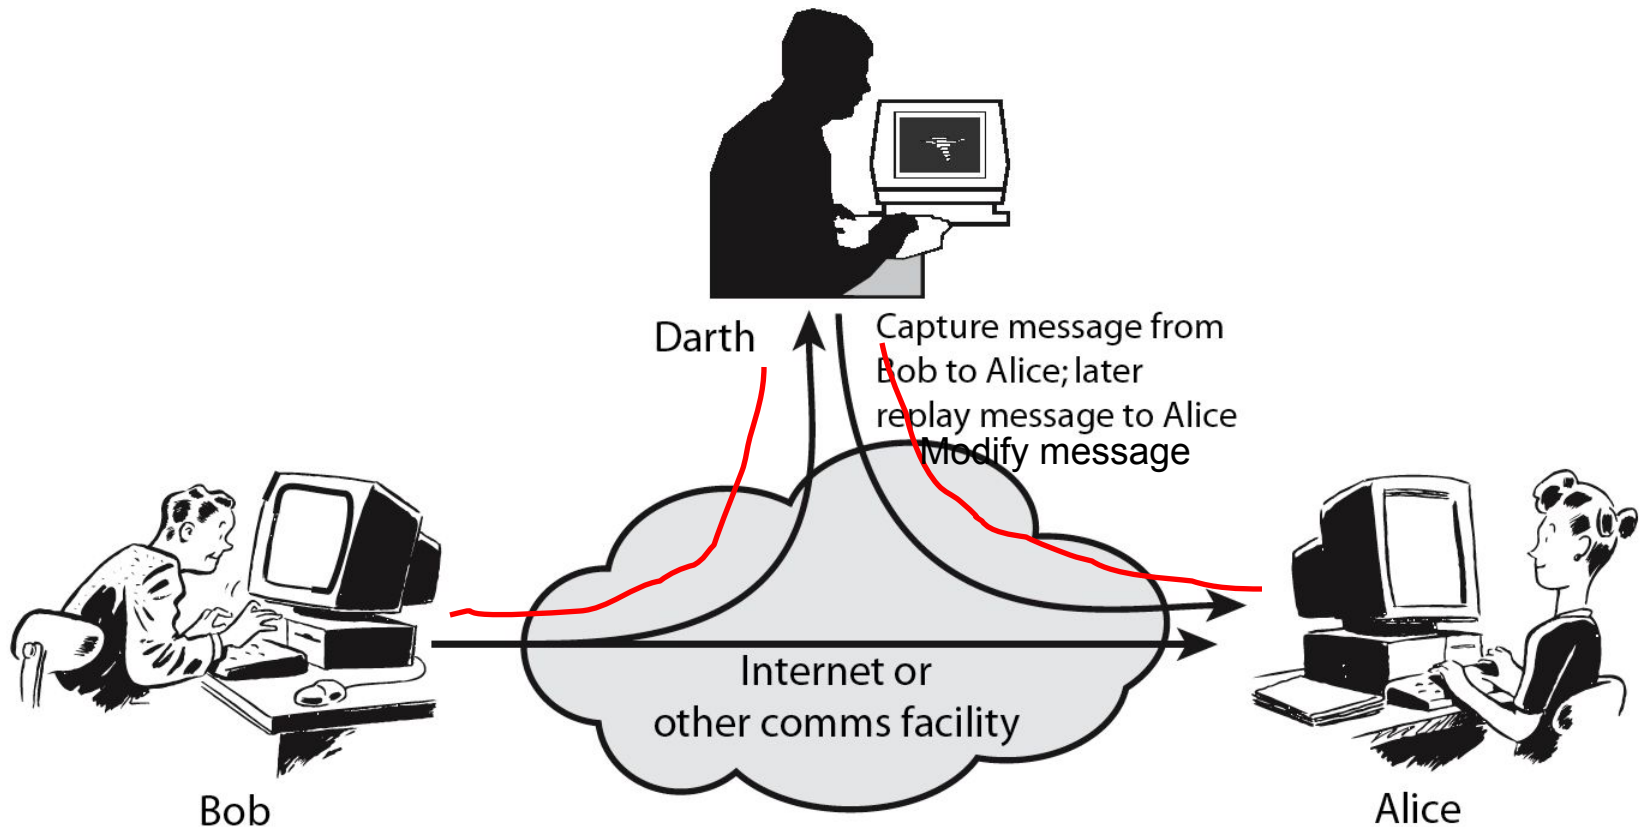 Darth
Capture message from
Bob to Alice; later
replay message to Alice
Modify message
Internet or
other comms facility
Bob
Alice